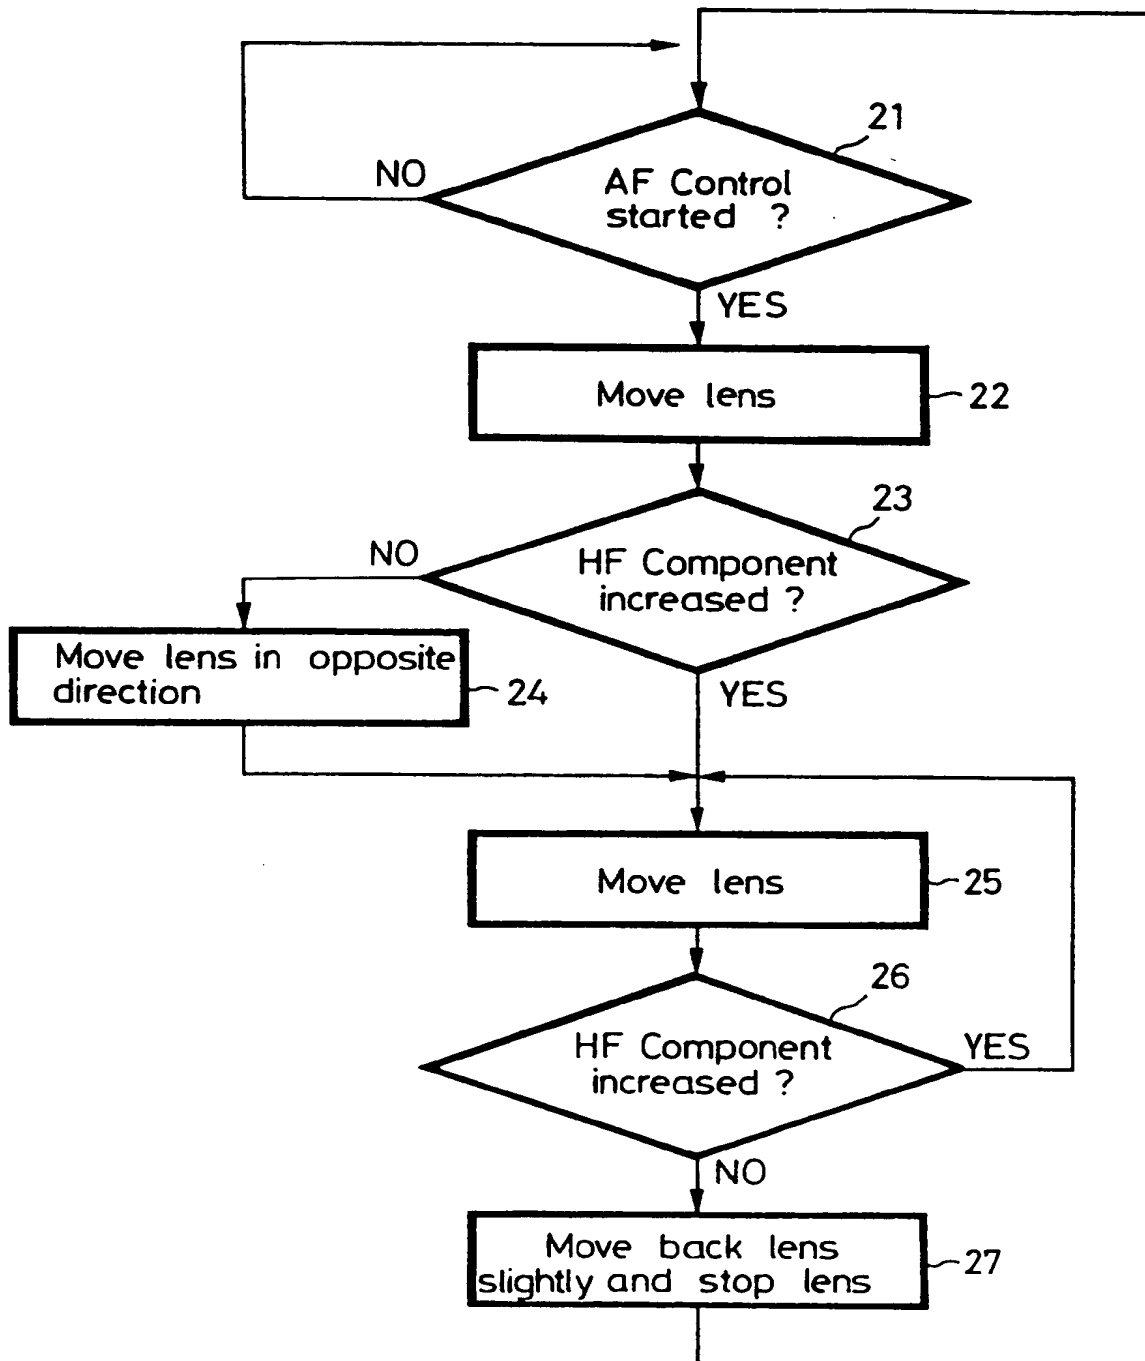 21
NO
AF Control
started ?
YES
Move lens
22
23
NO
HF Component
increased ?
Move lens in opposite
direction
24
YES
Move lens
25
26
HF Component
increased ?
YES
NO
Move back lens
slightly and stop lens
27